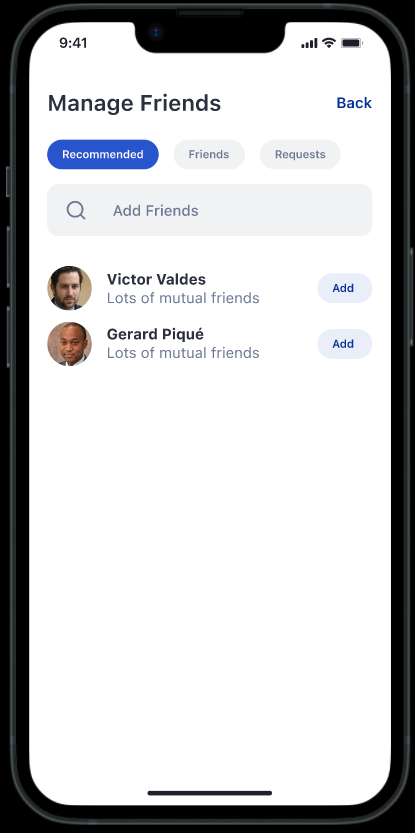 9:41
Manage Friends
Back
Recommended
Friends
Requests
Add Friends
Victor Valdes
Lots of mutual friends
Add
Gerard Piqué
Lots of mutual friends
Add